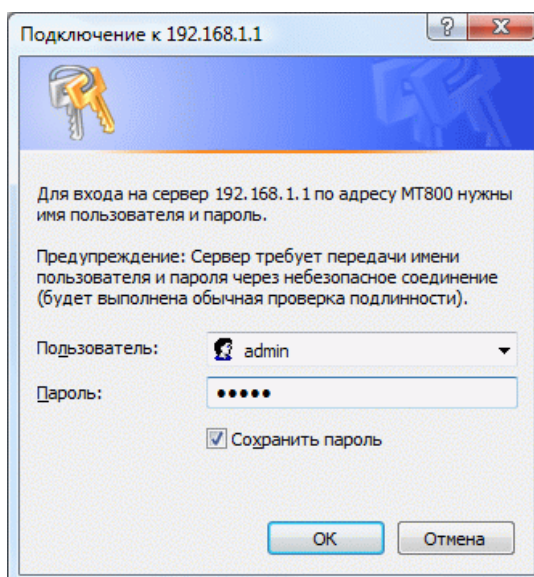 Подключение к 192.168.1.1
Для входа на сервер 192.168.1.1 по адресу MT800 нужны
имя пользователя и пароль.
Предупреждение: Сервер требует передачи имени
пользователя и пароля через небезопасное соединение
(будет выполнена обычная проверка подлинности).
Пользователь:
admin
Пароль:
•••••
Сохранить пароль
OK
Отмена